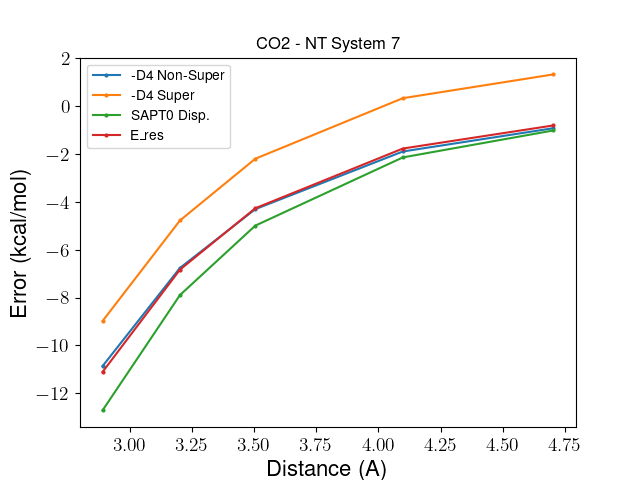 CO2 - NT System 7
-D4 Non-Super
-D4 Super
SAPT0 Disp.
E_res
2
0
−2
−4
−6
−8
−10
−12
Error (kcal/mol)
3.00 3.25 3.50 3.75 4.00 4.25 4.50 4.75
Distance (A)